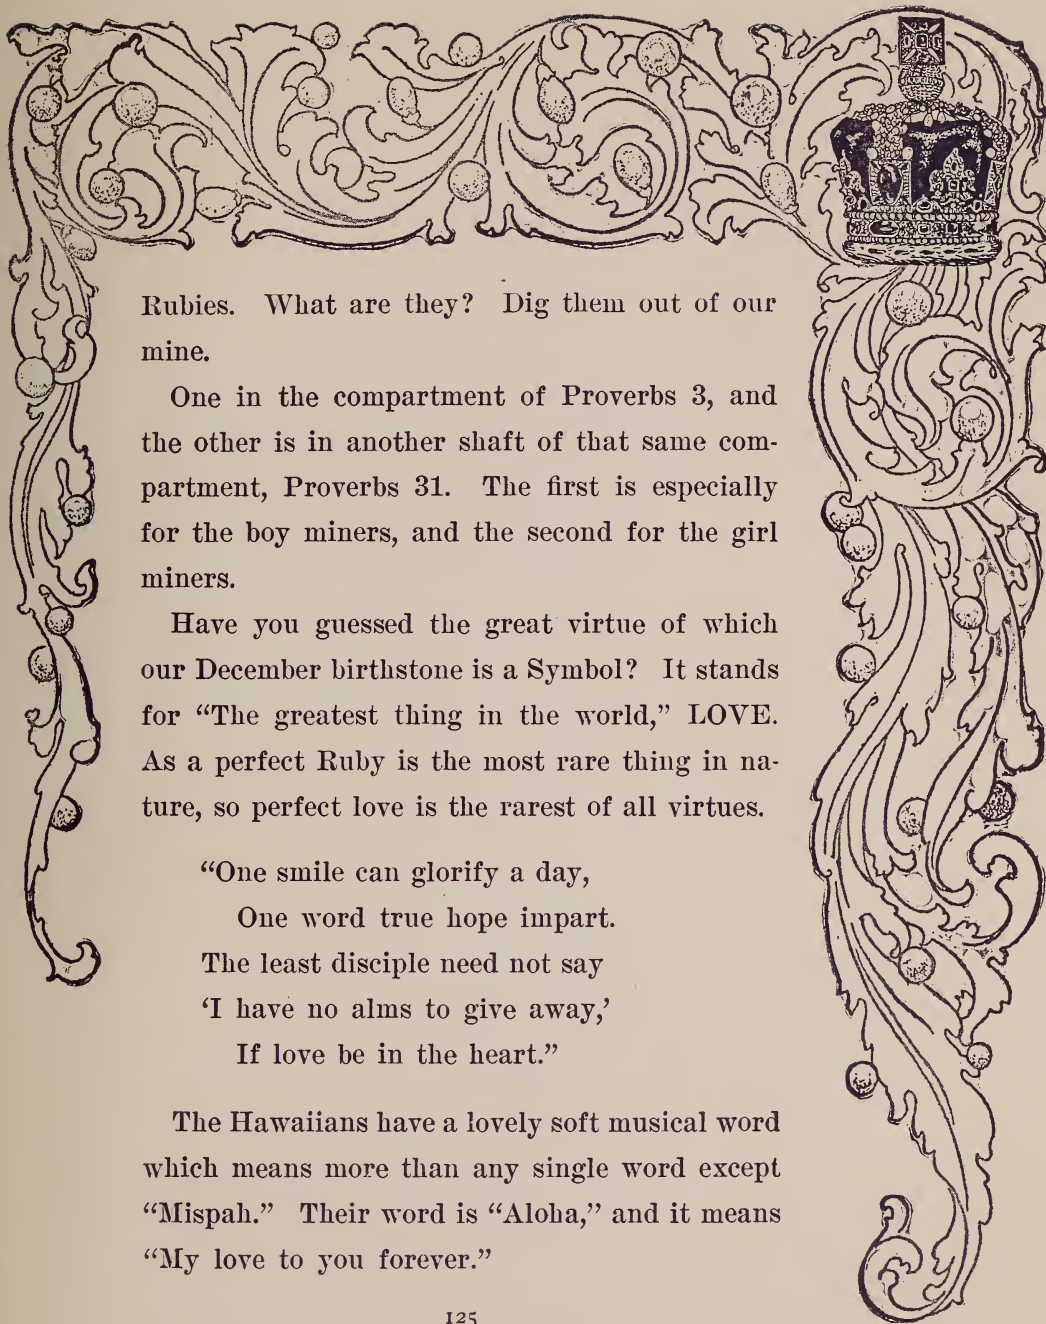 Rubies. What are they? Dig them out of our
mine.
One in the compartment of Proverbs 3, and
the other is in another shaft of that same com-
partment, Proverbs 31. The first is especially
for the boy miners, and the second for the girl
miners.
Have you guessed the great virtue of which
our December birthstone is a Symbol? It stands
for “The greatest thing in the world,” LOVE.
As a perfect Ruby is the most rare thing in na-
ture, so perfect love is the rarest of all virtues.
“One smile can glorify a day,
One word true hope impart.
The least disciple need not say
‘I have no alms to give away,’
If love be in the heart.”
The Hawaiians have a lovely soft musical word
which means more than any single word except
“Mispah.” Their word is “Aloha,” and it means
“My love to you forever.”
125